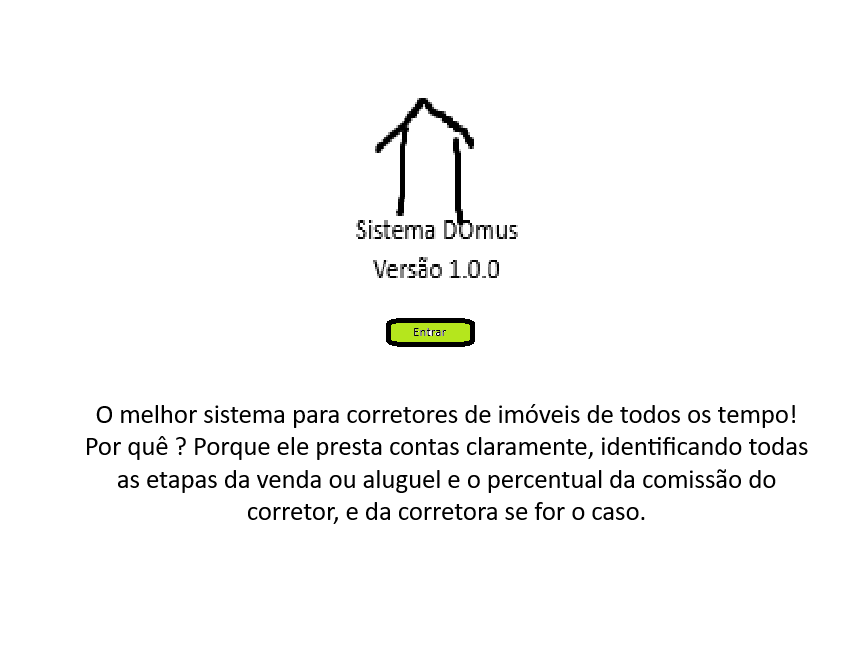 Sistema DOmus
Versão 1.0.0
Entrar
O melhor sistema para corretores de imóveis de todos os tempo!
Por quê ? Porque ele presta contas claramente, identificando todas
as etapas da venda ou aluguel e o percentual da comissão do
corretor, e da corretora se for o caso.